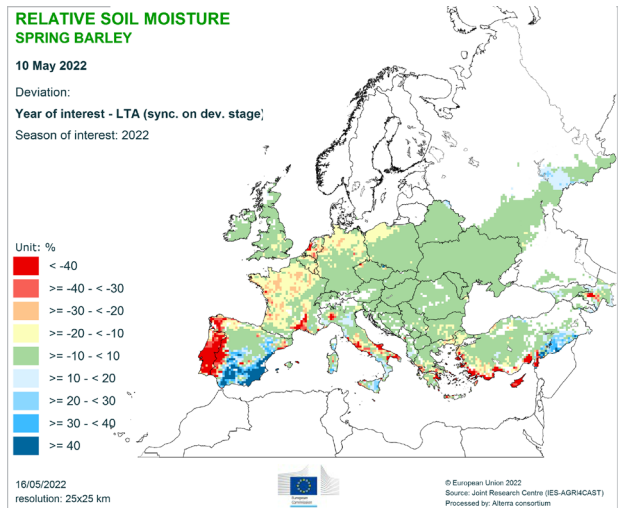 RELATIVE SOIL MOISTURE
SPRING BARLEY
10 May 2022
Deviation:
Year of interest - LTA (sync. on dev. stage)
Season of interest: 2022
Unit: %
< -40
>= -40 - < -30
>= -30 - < -20
>= -20 - < -10
>= -10 - < 10
>= 10 - < 20
>= 20 - < 30
>= 30 - < 40
>= 40
16/05/2022
resolution: 25x25 km
European
Commission
© European Union 2022
Source: Joint Research Centre (IES-AGRI4CAST)
Processed by: Alterra consortium